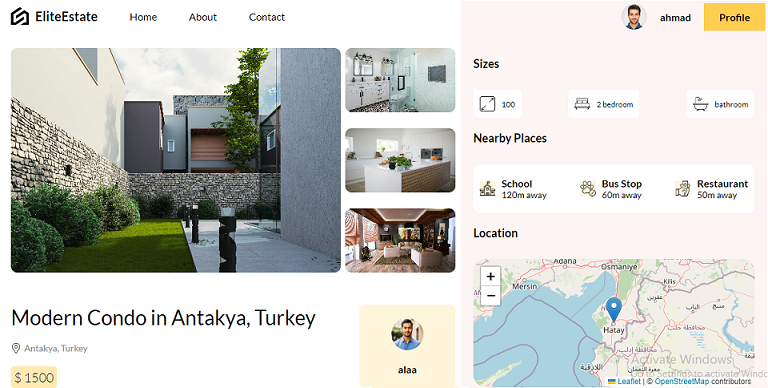 EliteEstate
Home
About
Contact
ahmad
Profile
Modern Condo in Antakya, Turkey
Antakya, Turkey
$ 1500
alaa
Sizes
100
2 bedroom
bathroom
Nearby Places
School
120m away
Bus Stop
60m away
Restaurant
50m away
Location
+
−
Adana
Osmaniye
Mersin
Kilis
Hatay
عفرين
اللاذقية
Activate Windows
Go to Settings to activate Windows
Leaflet | © OpenStreetMap contributors